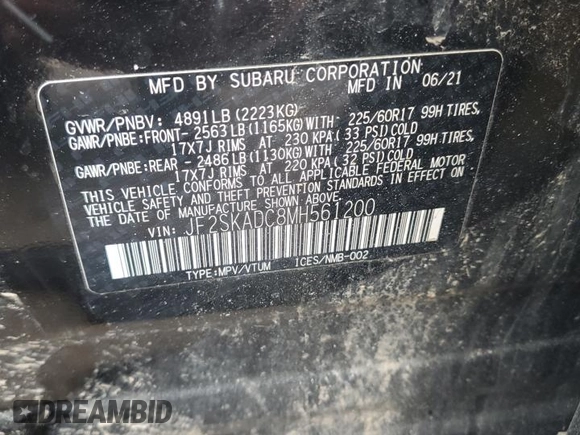 MFD BY SUBARU CORPORATION
MFD IN 06/21
GVWR/PNBV: 4891LB(2223KG)
GAWR/PNBE:FRONT- 2563LB(1165KG)WITH 225/60R17 99H TIRES,
17X7J RIMS AT 230 KPA(33 PSI)COLD
GAWR/PNBE:REAR - 2486LB(1130KG)WITH 225/60R17 99H TIRES,
17X7J RIMS AT 220 KPA(32 PSI)COLD
THIS VEHICLE CONFORMS TO ALL APPLICABLE FEDERAL MOTOR
VEHICLE SAFETY AND THEFT PREVENTION STANDARDS IN EFFECT ON
THE DATE OF MANUFACTURE SHOWN ABOVE.
VIN: JF2SKADC8MH561200
TYPE:MPV/VTUM ICES/NMB-002
DREAMBID